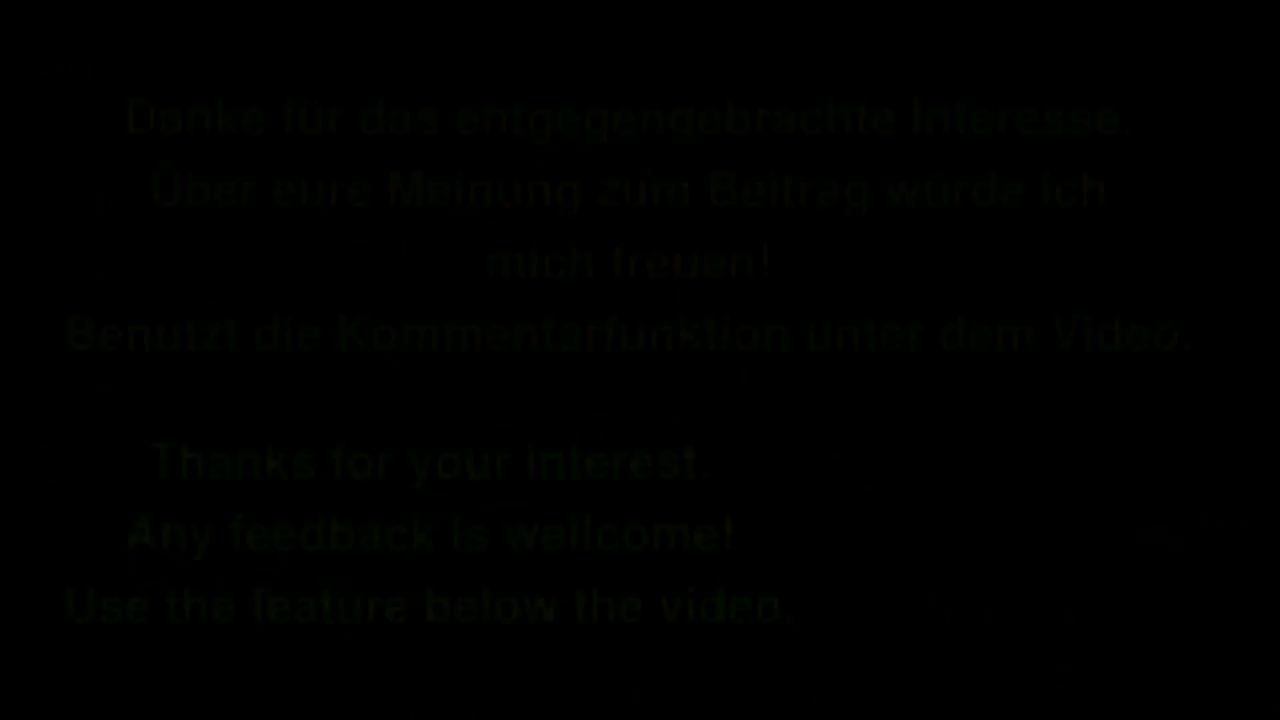 Danke für das entgegengebrachte Interesse.
Über eure Meinung zum Beitrag würde ich
mich freuen!
Benutzt die Kommentarfunktion unter dem Video.
Thanks for your interest.
Any feedback is wellcome!
Use the feature below the video.